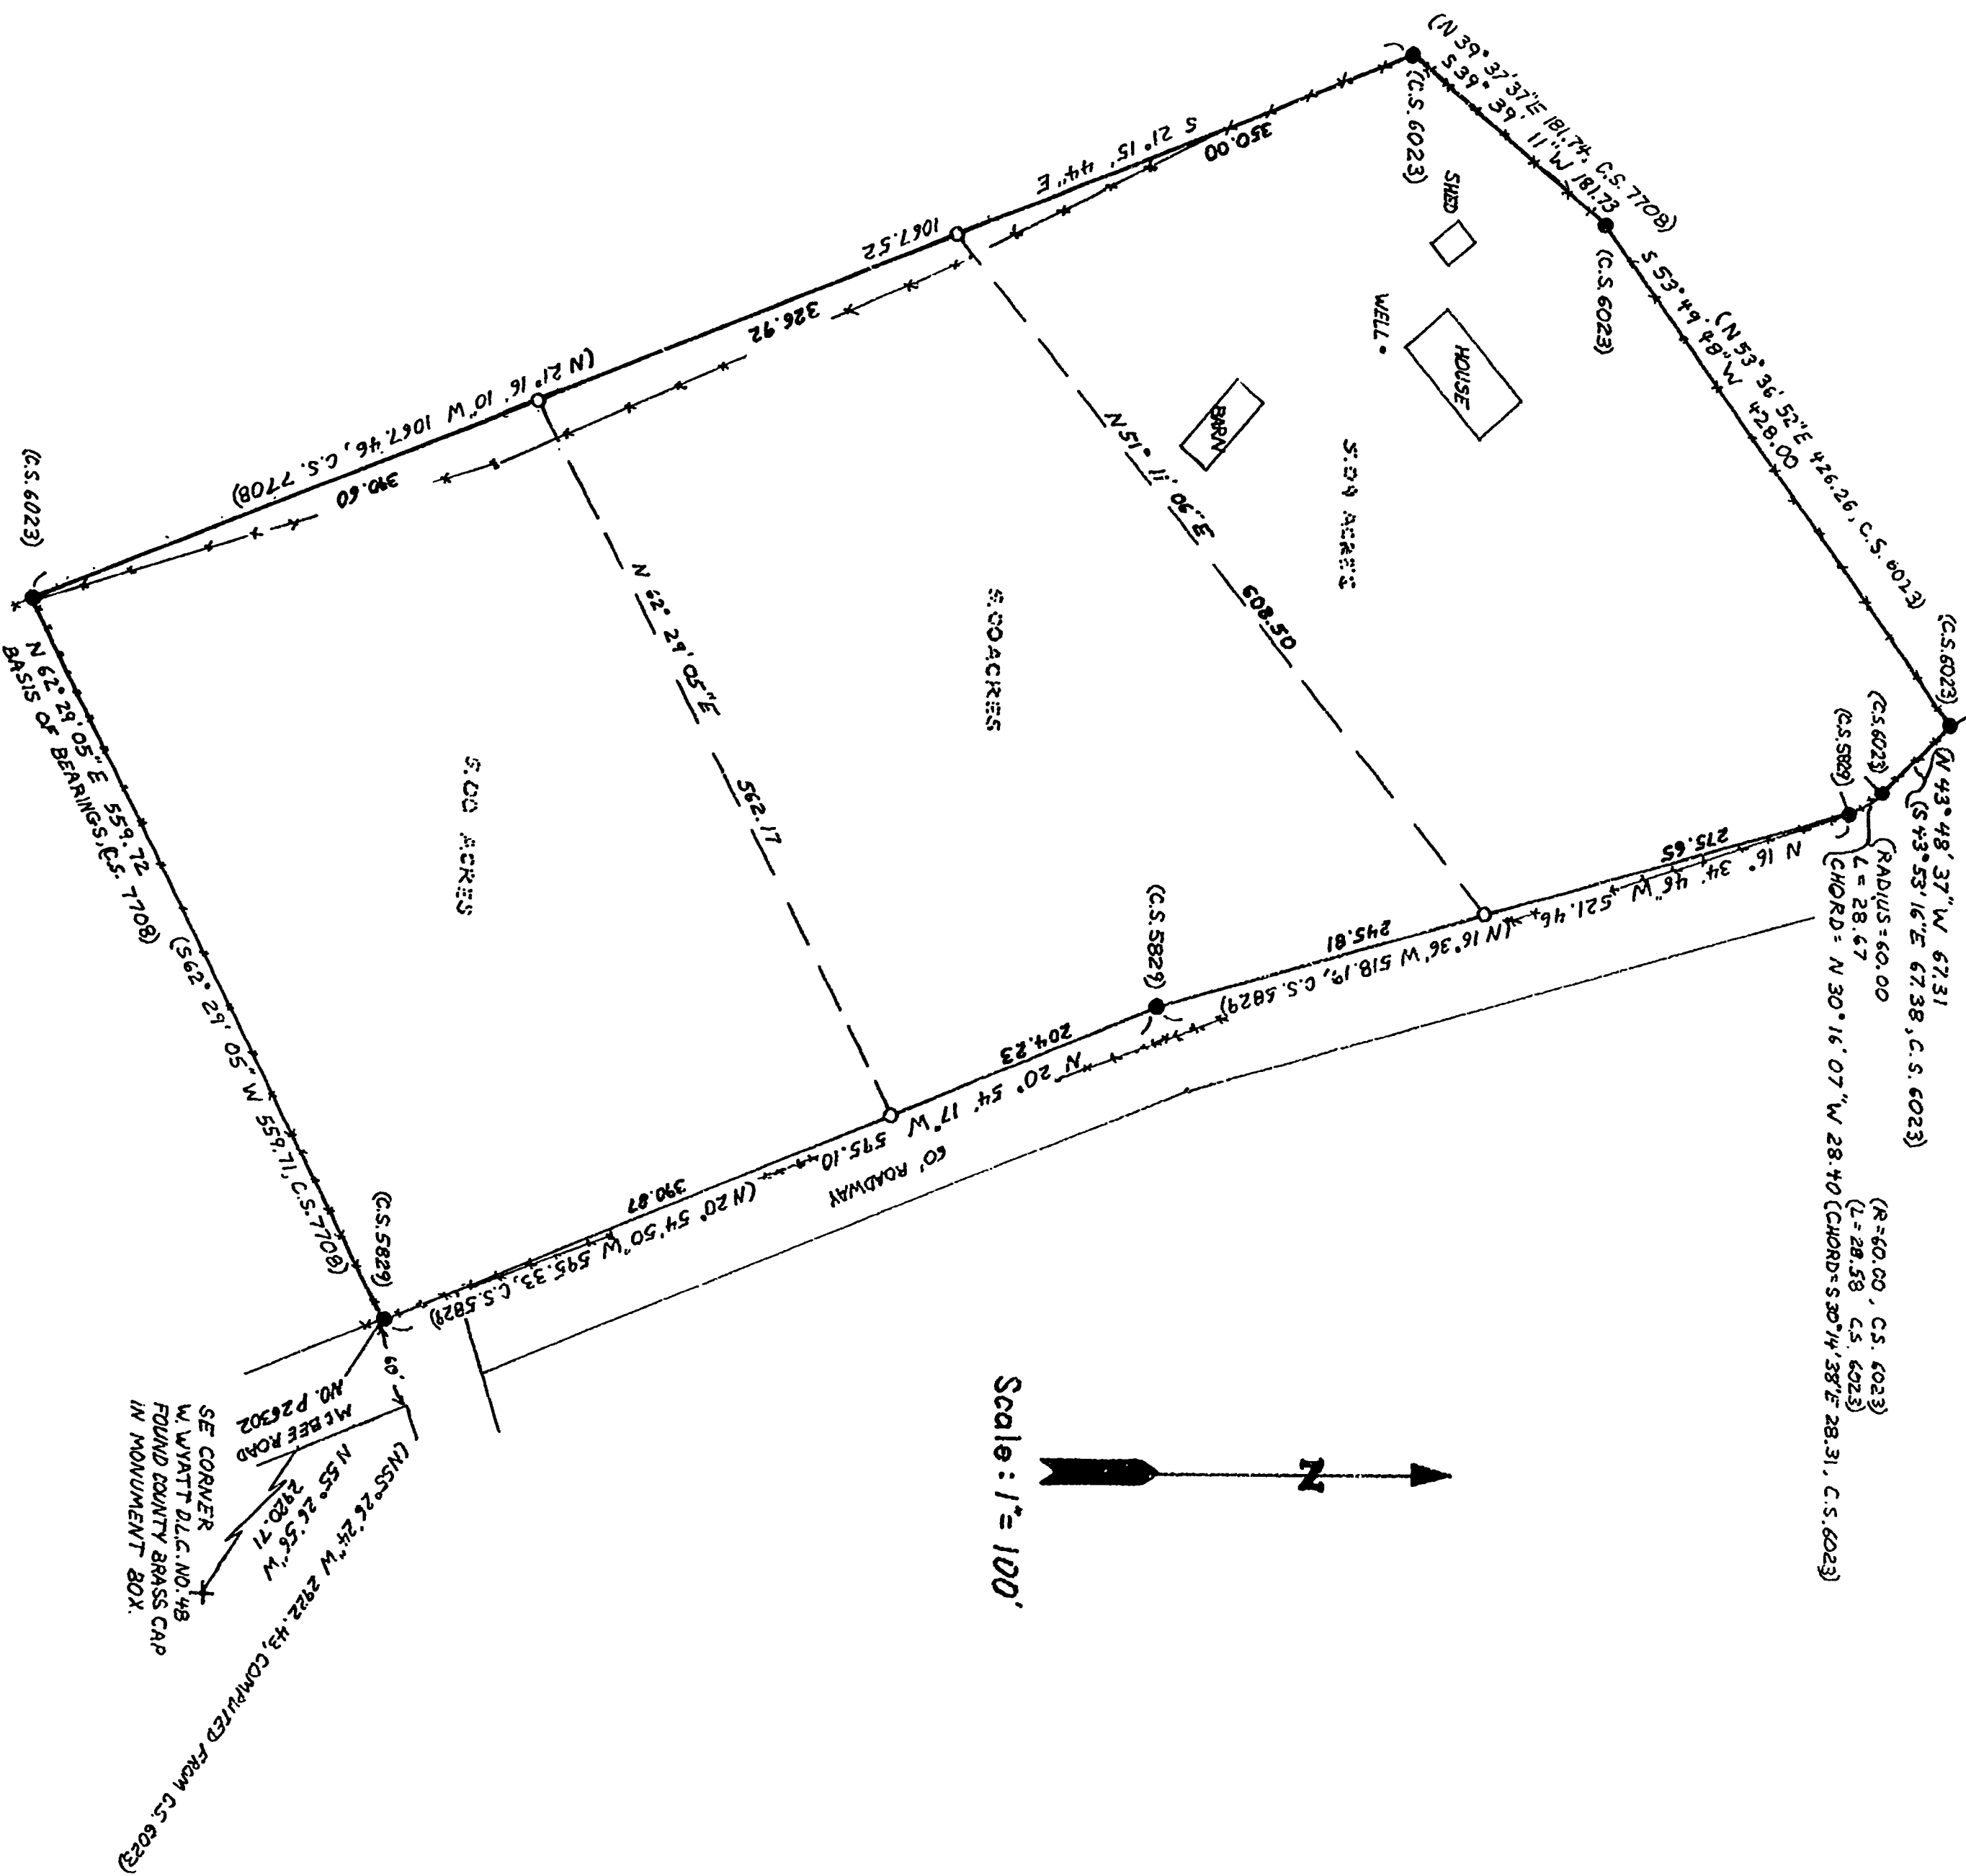 (N 39° 37' 37" E 181.74, C.S. 7708)
S 39° 39' 11" W 181.73
(C.S. 6023)
(C.S. 6023)
SHED
WELL
HOUSE
BARN
(N 53° 36' 52" E 426.26, C.S. 6023)
S 53° 49' 48" W 428.00
(C.S. 6023)
(C.S. 6023)
(C.S. 5829)
N 43° 48' 37" W 67.31
(S 43° 53' 16" E 67.38, C.S. 6023)
RADIUS = 60.00
L = 28.67
CHORD = N 30° 16' 07" W 28.40 (CHORD = S 30° 14' 38" E 28.31, C.S. 6023)
(R = 60.00, C.S. 6023)
(L = 28.58 C.S. 6023)
S 21° 15' 44" E
1067.52
350.00
326.92
390.60
(N 21° 16' 10" W 1067.46, C.S. 7708)
(C.S. 6023)
N 51° 11' 30" E
608.50
5.09 ACRES
5.00 ACRES
5.00 ACRES
N 62° 29' 05" E
562.17
275.65
N 16° 34' 46" W 521.46
245.81
(N 16° 36' W 518.19, C.S. 5829)
(C.S. 5829)
204.23
N 20° 54' 17" W 595.10
390.87
(N 20° 54' 50" W 595.33, C.S. 5829)
60' ROADWAY
N 62° 29' 05" E 559.72
BASIS OF BEARINGS, (C.S. 7708)
(S 62° 29' 05" W 559.71, C.S. 7708)
(C.S. 5829)
60'
McBEE ROAD
NO. P26302
N 55° 26' 56" W
2920.71
(N 55° 26' 24" W 2922.43, COMPUTED FROM C.S. 6023)
SE CORNER
W. WYATT D.L.C. NO. 48
FOUND COUNTY BRASS CAP
IN MONUMENT BOX.
N
Scale: 1" = 100'